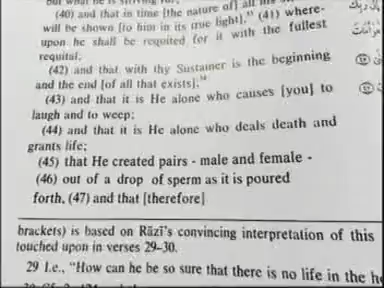 (40) and that in time [the nature of] all his
will be shown [to him in its true light],³² (41) where-
upon he shall be requited for it with the fullest
requital;
(42) and that with thy Sustainer is the beginning
and the end [of all that exists],
(43) and that it is He alone who causes [you] to
laugh and to weep;
(44) and that it is He alone who deals death and
grants life;
(45) that He created pairs - male and female -
(46) out of a drop of sperm as it is poured
forth, (47) and that [therefore]
brackets) is based on Rāzī's convincing interpretation of this
touched upon in verses 29-30.
29 I.e., "How can he be so sure that there is no life in the